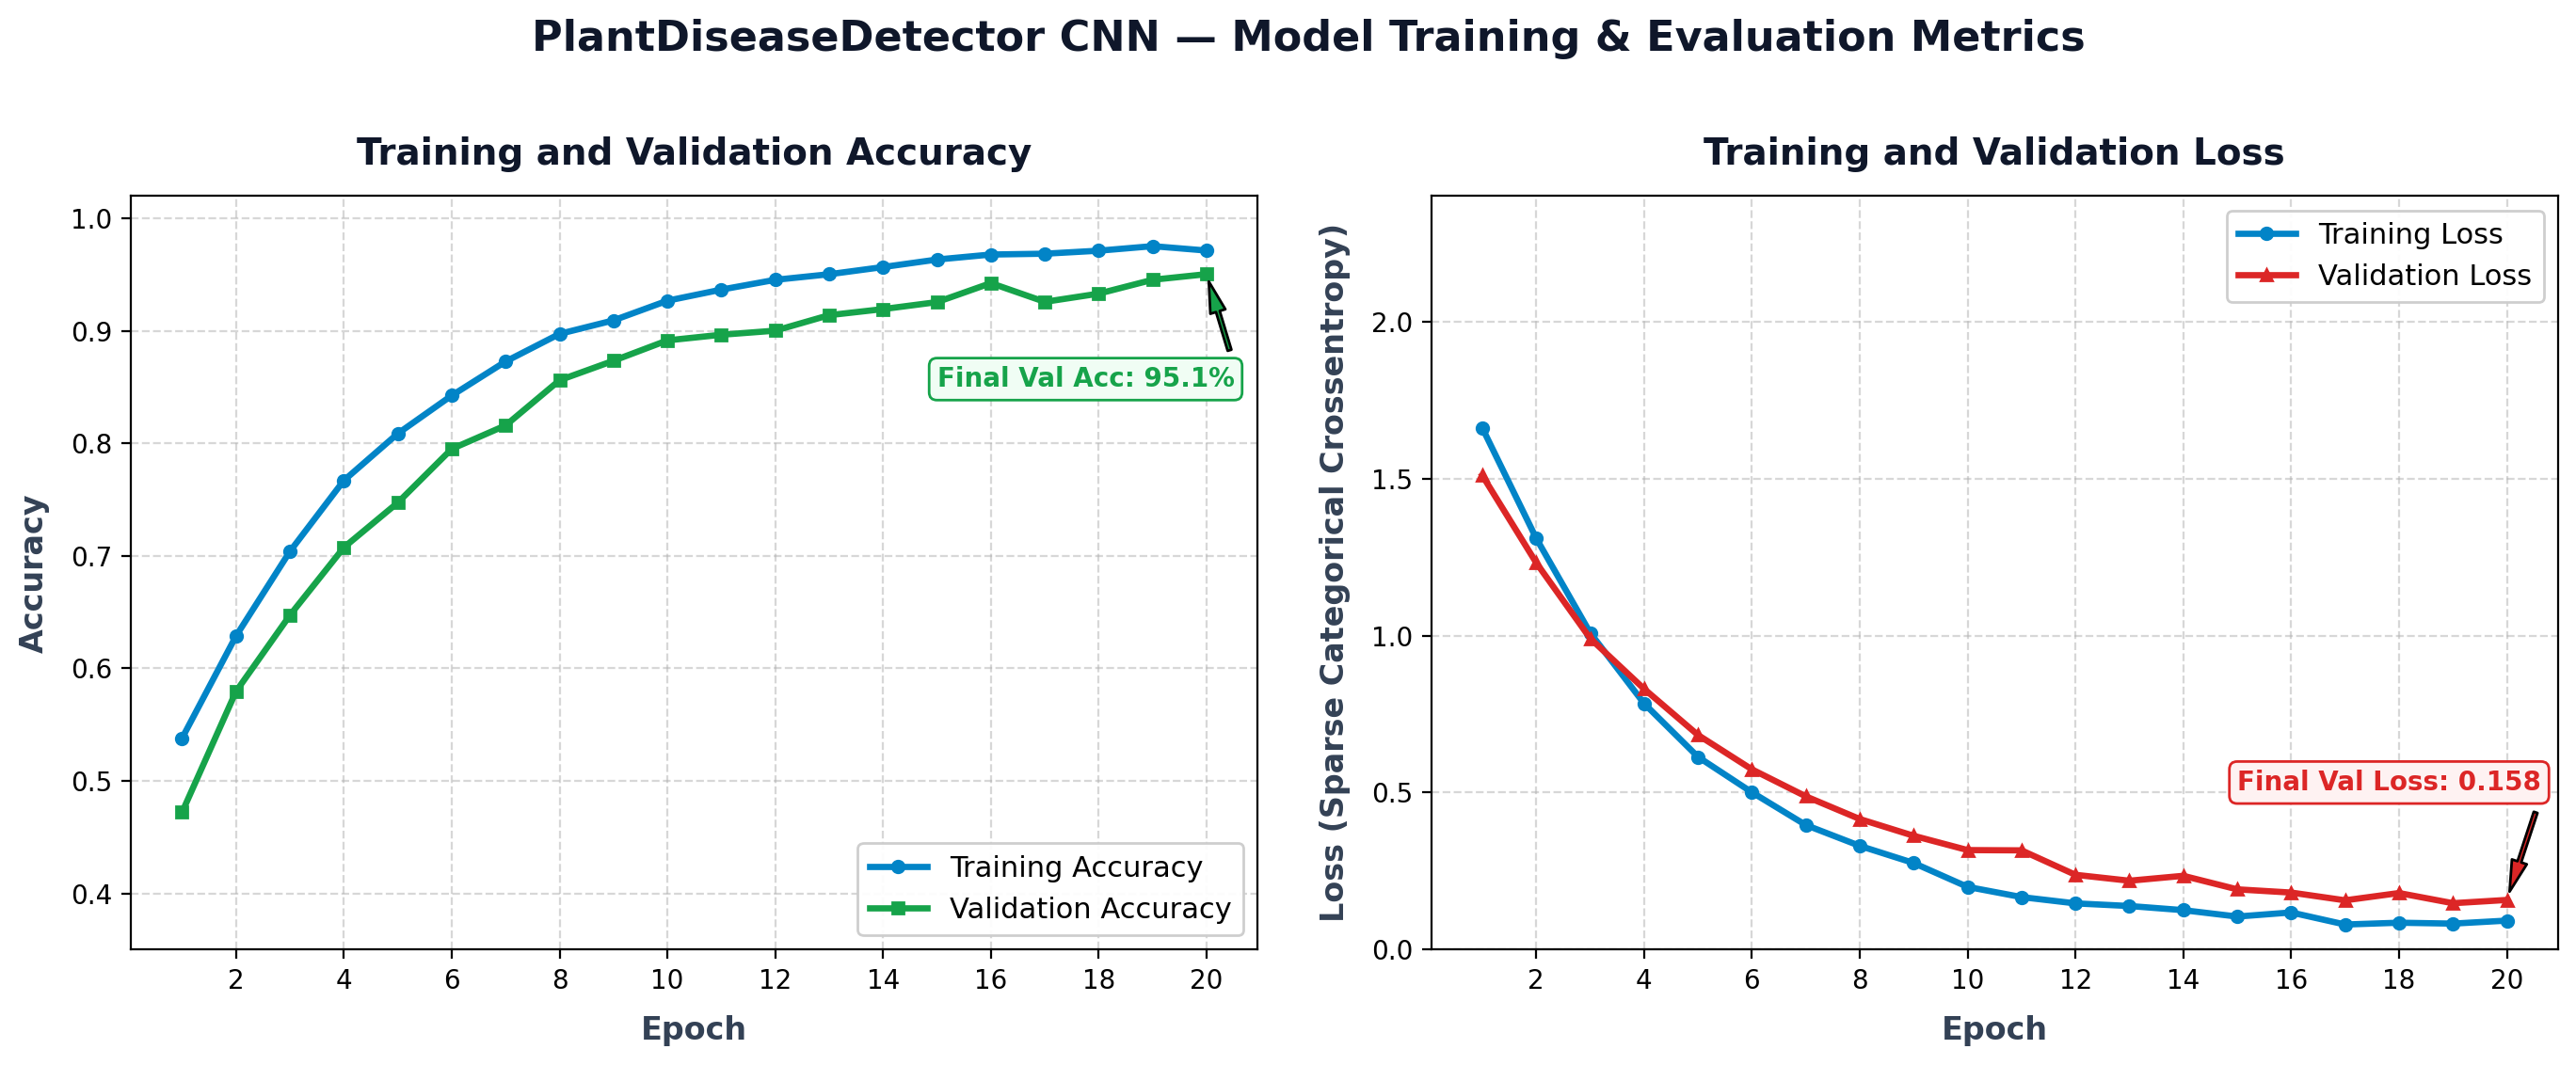 PlantDiseaseDetector CNN — Model Training & Evaluation Metrics
Training and Validation Accuracy
Accuracy
1.0
0.9
0.8
0.7
0.6
0.5
0.4
Final Val Acc: 95.1%
Training Accuracy
Validation Accuracy
2 4 6 8 10 12 14 16 18 20
Epoch
Training and Validation Loss
Loss (Sparse Categorical Crossentropy)
2.0
1.5
1.0
0.5
0.0
Training Loss
Validation Loss
Final Val Loss: 0.158
2 4 6 8 10 12 14 16 18 20
Epoch